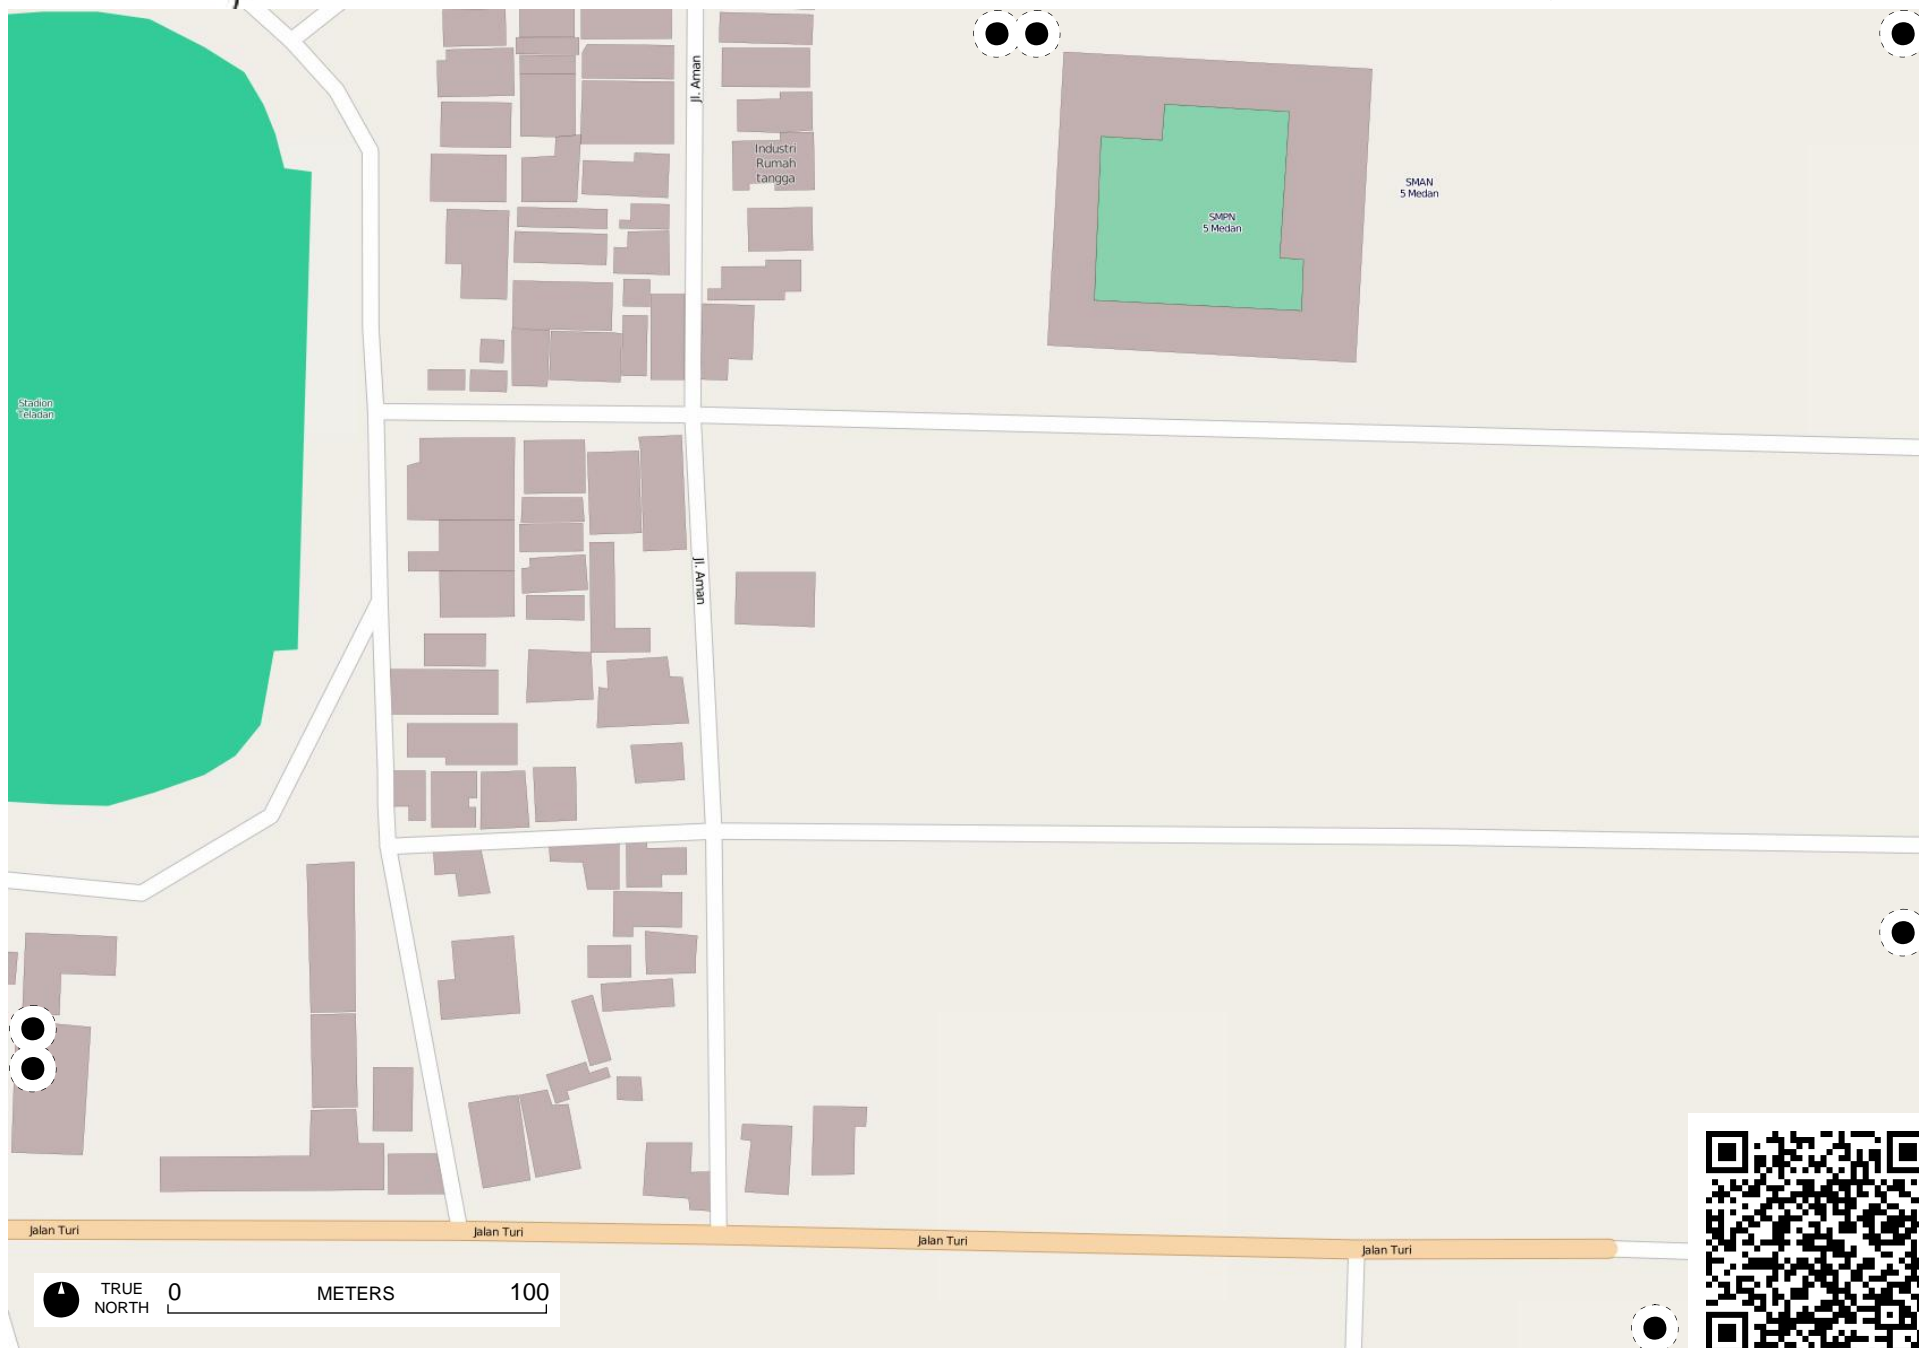 Jl. Aman
Industri
Rumah
tangga
SMAN
5 Medan
SMPN
5 Medan
Stadion
Teladan
Jl. Aman
Jalan Turi
Jalan Turi
Jalan Turi
Jalan Turi
TRUE
NORTH
0 METERS 100